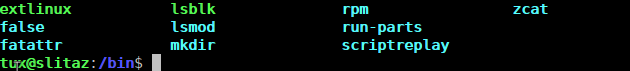 extlinux lsblk rpm zcat
false lsmod run-parts
fatattr mkdir scriptreplay
tux@slitaz:/bin$